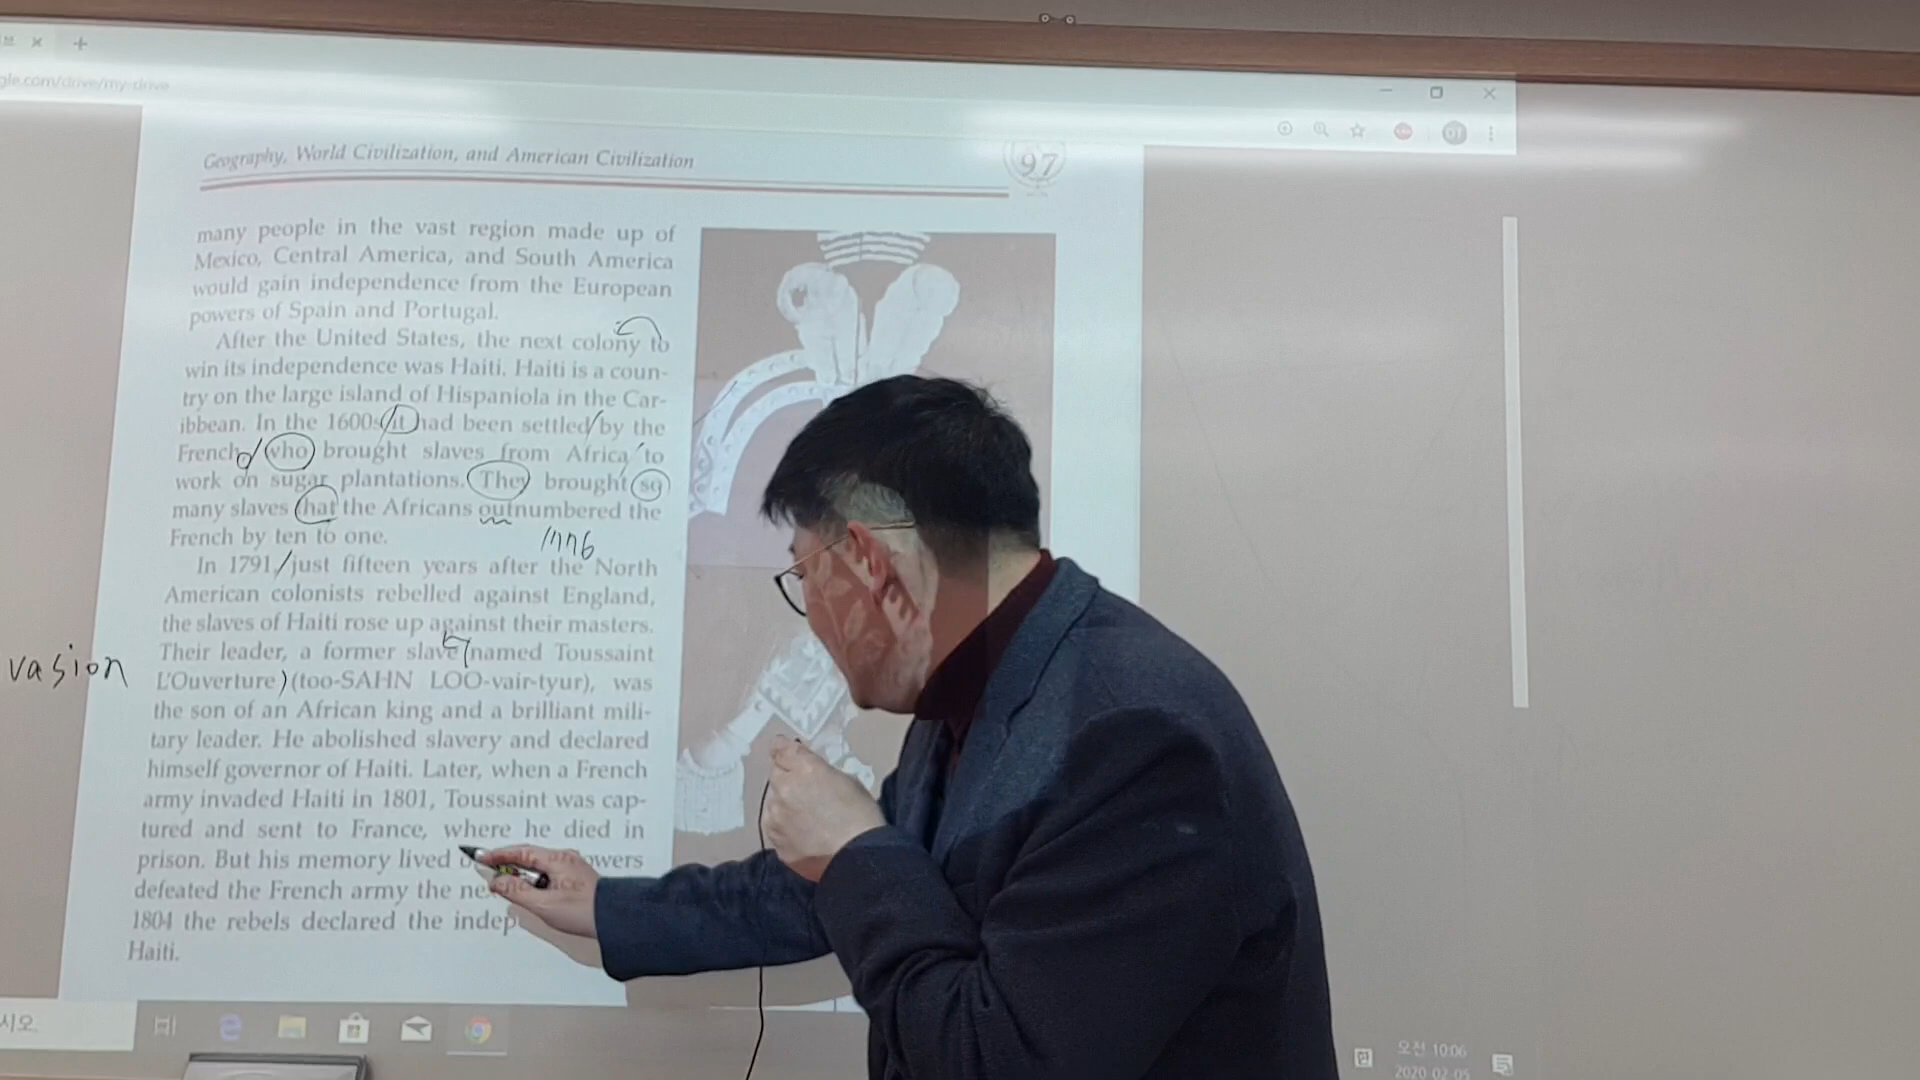 gle.com/drive/my-drive
Geography, World Civilization, and American Civilization
97
many people in the vast region made up of
Mexico, Central America, and South America
would gain independence from the European
powers of Spain and Portugal.
After the United States, the next colony to
win its independence was Haiti. Haiti is a coun-
try on the large island of Hispaniola in the Car-
ibbean. In the 1600s it had been settled by the
French, who brought slaves from Africa to
work on sugar plantations. They brought so
many slaves that the Africans outnumbered the
French by ten to one.
1776
In 1791, just fifteen years after the North
American colonists rebelled against England,
the slaves of Haiti rose up against their masters.
Their leader, a former slave named Toussaint
L'Ouverture (too-SAHN LOO-vair-tyur), was
the son of an African king and a brilliant mili-
tary leader. He abolished slavery and declared
himself governor of Haiti. Later, when a French
army invaded Haiti in 1801, Toussaint was cap-
tured and sent to France, where he died in
prison. But his memory lived
defeated the French army the
1804 the rebels declared the
Haiti.
vasion
시오.
오전 10:06
2020-02-05